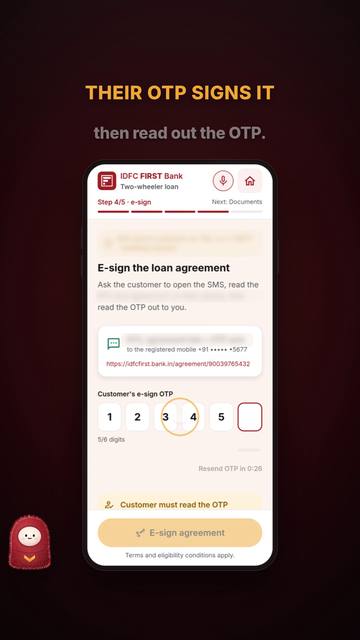 THEIR OTP SIGNS IT
then read out the OTP.
IDFC FIRST Bank
Two-wheeler loan
Step 4/5 · e-sign
Next: Documents
E-sign the loan agreement
Ask the customer to open the SMS, read the
read the OTP out to you.
to the registered mobile +91 ••••• •5677
https://idfcfirst.bank.in/agreement/90039765432
Customer's e-sign OTP
1 2 3 4 5
5/6 digits
Resend OTP in 0:26
Customer must read the OTP
E-sign agreement
Terms and eligibility conditions apply.